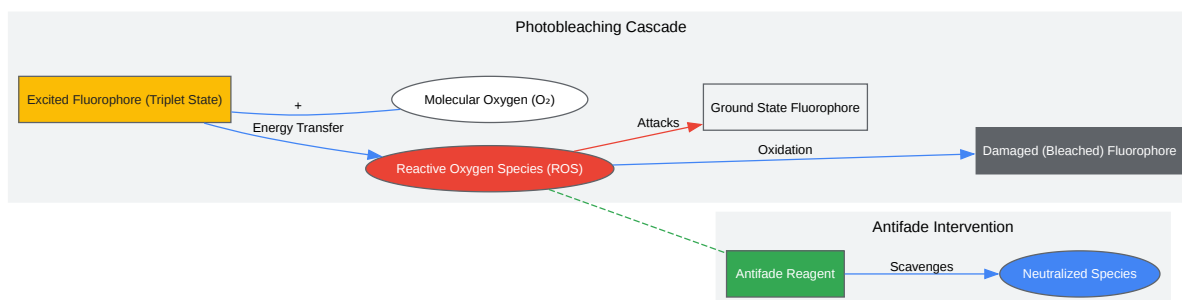 Photobleaching Cascade
Excited Fluorophore (Triplet State)
+
Molecular Oxygen (O₂)
Energy Transfer
Reactive Oxygen Species (ROS)
Attacks
Ground State Fluorophore
Oxidation
Damaged (Bleached) Fluorophore
Antifade Intervention
Antifade Reagent
Scavenges
Neutralized Species